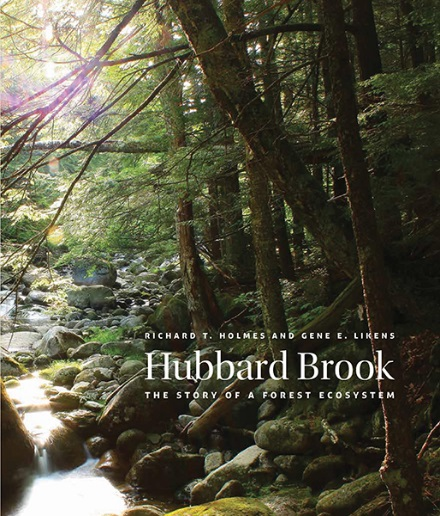 RICHARD T. HOLMES AND GENE E. LIKENS
Hubbard Brook
THE STORY OF A FOREST ECOSYSTEM